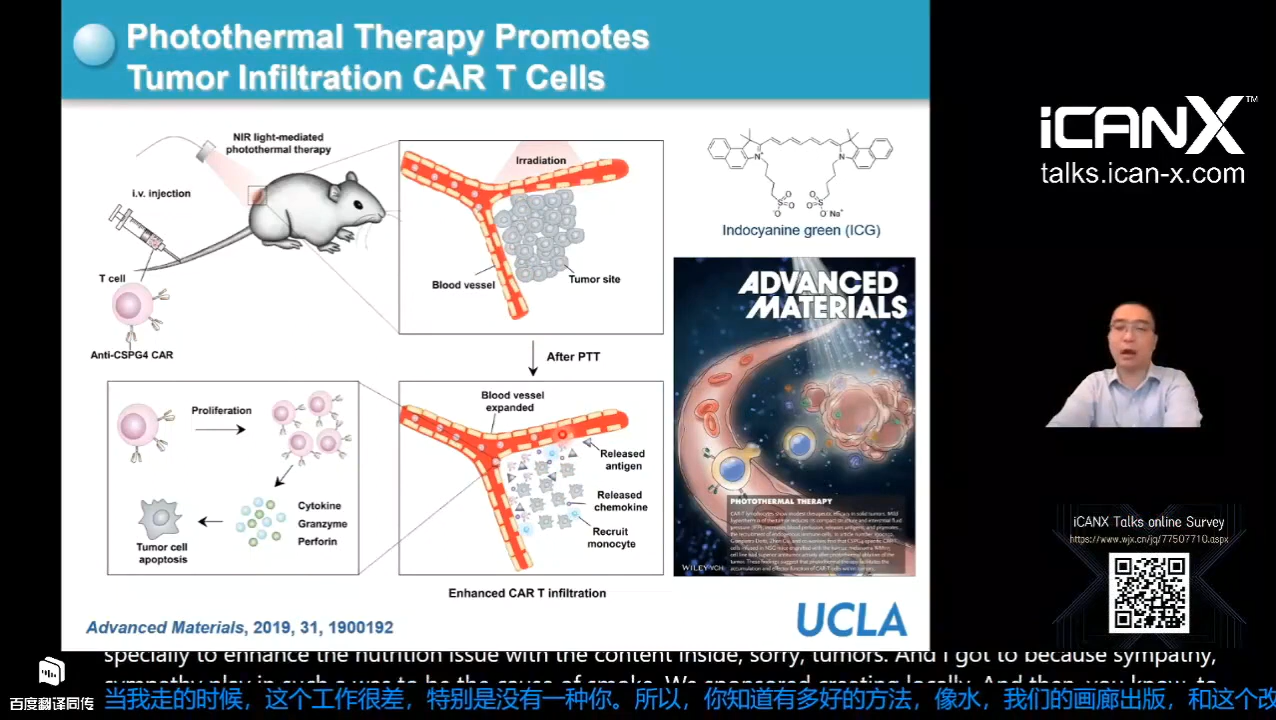 Photothermal Therapy Promotes
Tumor Infiltration CAR T Cells
NIR light-mediated
photothermal therapy
i.v. injection
T cell
Anti-CSPG4 CAR
Irradiation
Blood vessel
Tumor site
After PTT
Proliferation
Cytokine
Granzyme
Perforin
Tumor cell
apoptosis
Blood vessel
expanded
Released
antigen
Released
chemokine
Recruit
monocyte
Enhanced CAR T infiltration
N⁺
N
Na⁺
Indocyanine green (ICG)
ADVANCED
MATERIALS
PHOTOTHERMAL THERAPY
WILEY-VCH
Advanced Materials, 2019, 31, 1900192
UCLA
iCANX™
talks.ican-x.com
iCANX Talks online Survey
https://www.wjx.cn/jq/77507710.aspx
specially to enhance the nutrition issue with the content inside, sorry, tumors. And I got to because sympathy,
百度翻译同传
当我走的时候，这个工作很差，特别是没有一种你。所以，你知道有多好的方法，像水，我们的画廊出版，和这个改